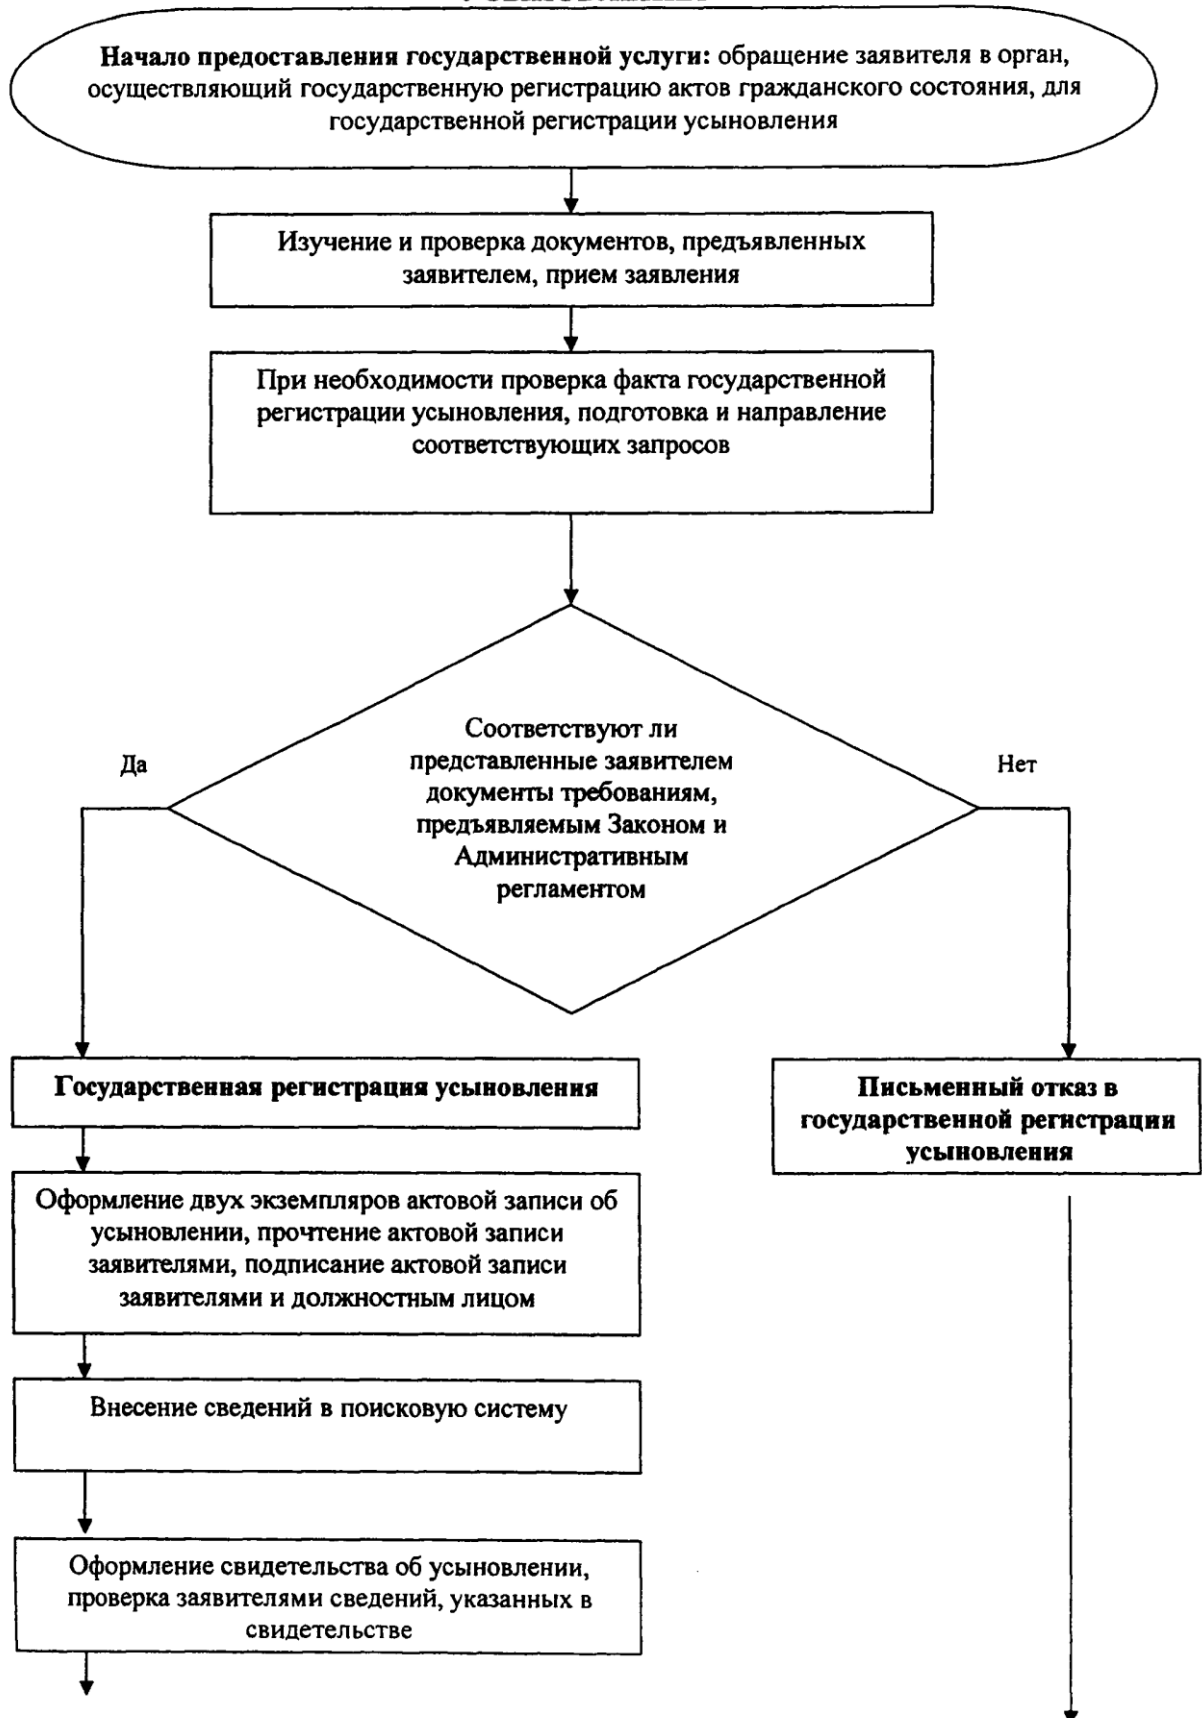 Начало предоставления государственной услуги: обращение заявителя в орган,
осуществляющий государственную регистрацию актов гражданского состояния, для
государственной регистрации усыновления
Изучение и проверка документов, предъявленных
заявителем, прием заявления
При необходимости проверка факта государственной
регистрации усыновления, подготовка и направление
соответствующих запросов
Соответствуют ли
представленные заявителем
документы требованиям,
предъявляемым Законом и
Административным
регламентом
Да
Нет
Государственная регистрация усыновления
Письменный отказ в
государственной регистрации
усыновления
Оформление двух экземпляров актовой записи об
усыновлении, прочтение актовой записи
заявителями, подписание актовой записи
заявителями и должностным лицом
Внесение сведений в поисковую систему
Оформление свидетельства об усыновлении,
проверка заявителями сведений, указанных в
свидетельстве